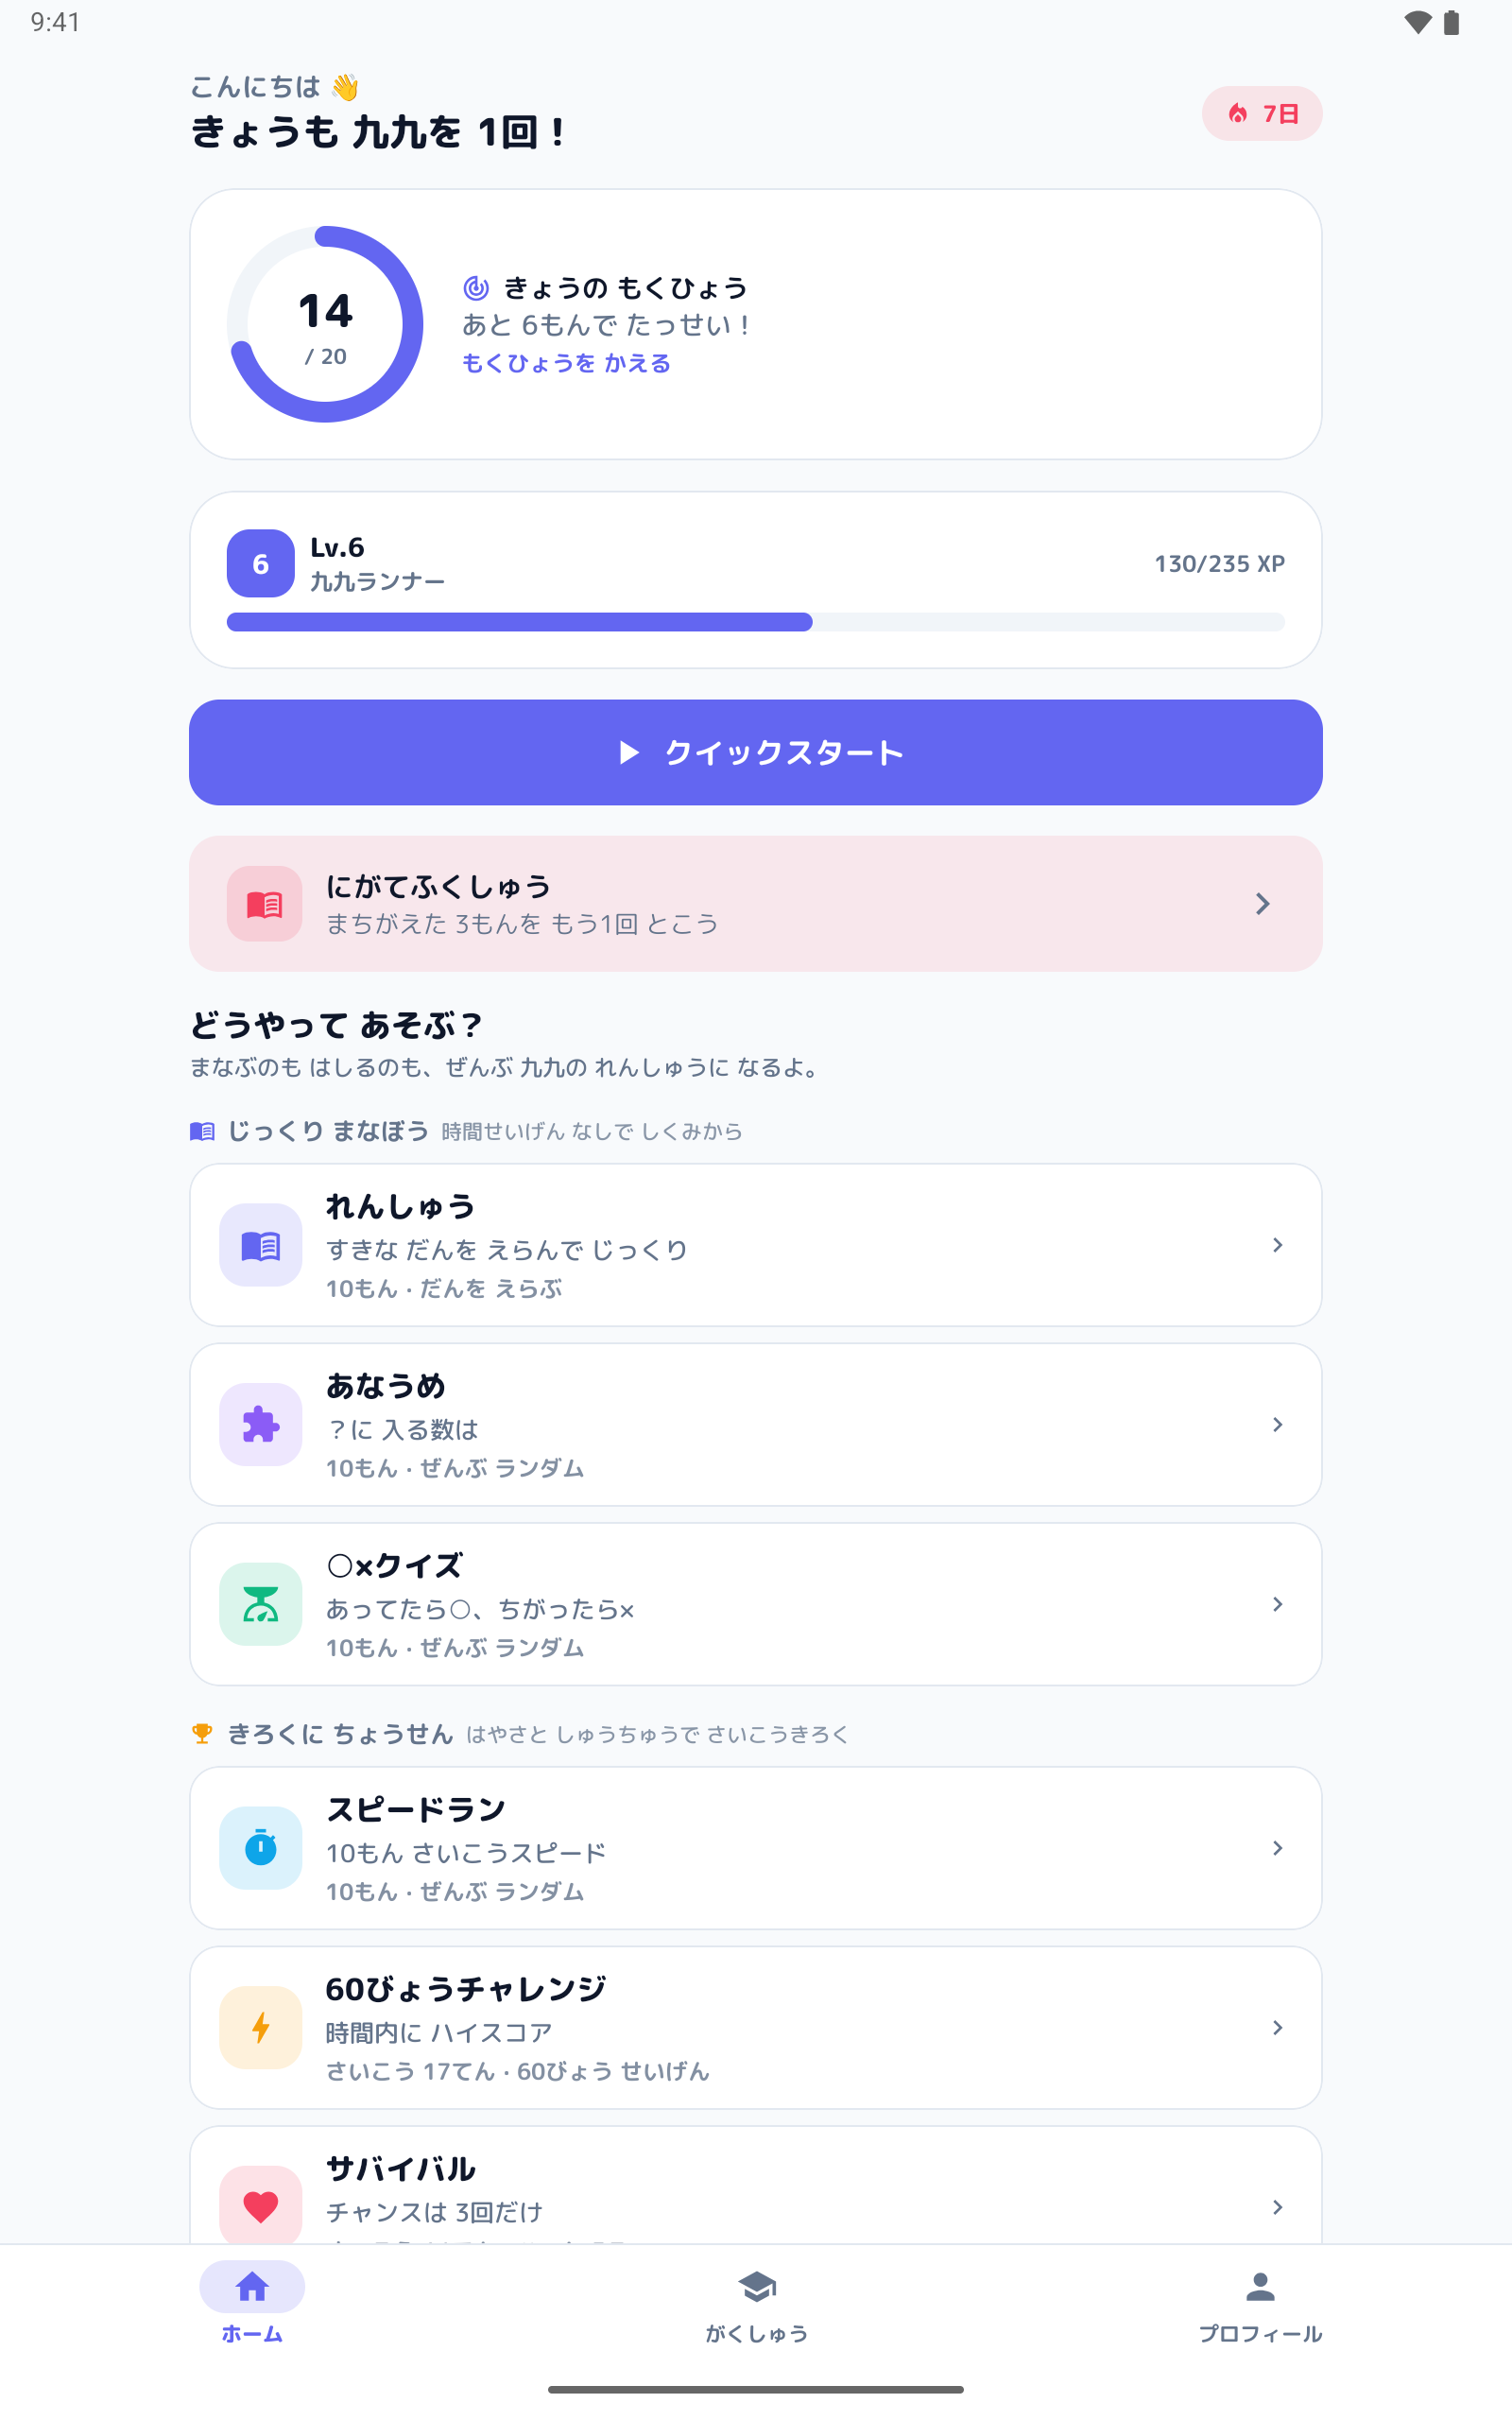 9:41
こんにちは 👋
きょうも 九九を 1回！
7日
14
/ 20
きょうの もくひょう
あと 6もんで たっせい！
もくひょうを かえる
6
Lv.6
九九ランナー
130/235 XP
クイックスタート
にがてふくしゅう
まちがえた 3もんを もう1回 とこう
どうやって あそぶ？
まなぶのも はしるのも、ぜんぶ 九九の れんしゅうに なるよ。
じっくり まなぼう 時間せいげん なしで しくみから
れんしゅう
すきな だんを えらんで じっくり
10もん · だんを えらぶ
あなうめ
？に 入る数は
10もん · ぜんぶ ランダム
○×クイズ
あってたら○、ちがったら×
10もん · ぜんぶ ランダム
きろくに ちょうせん はやさと しゅうちゅうで さいこうきろく
スピードラン
10もん さいこうスピード
10もん · ぜんぶ ランダム
60びょうチャレンジ
時間内に ハイスコア
さいこう 17てん · 60びょう せいげん
サバイバル
チャンスは 3回だけ
ホーム
がくしゅう
プロフィール